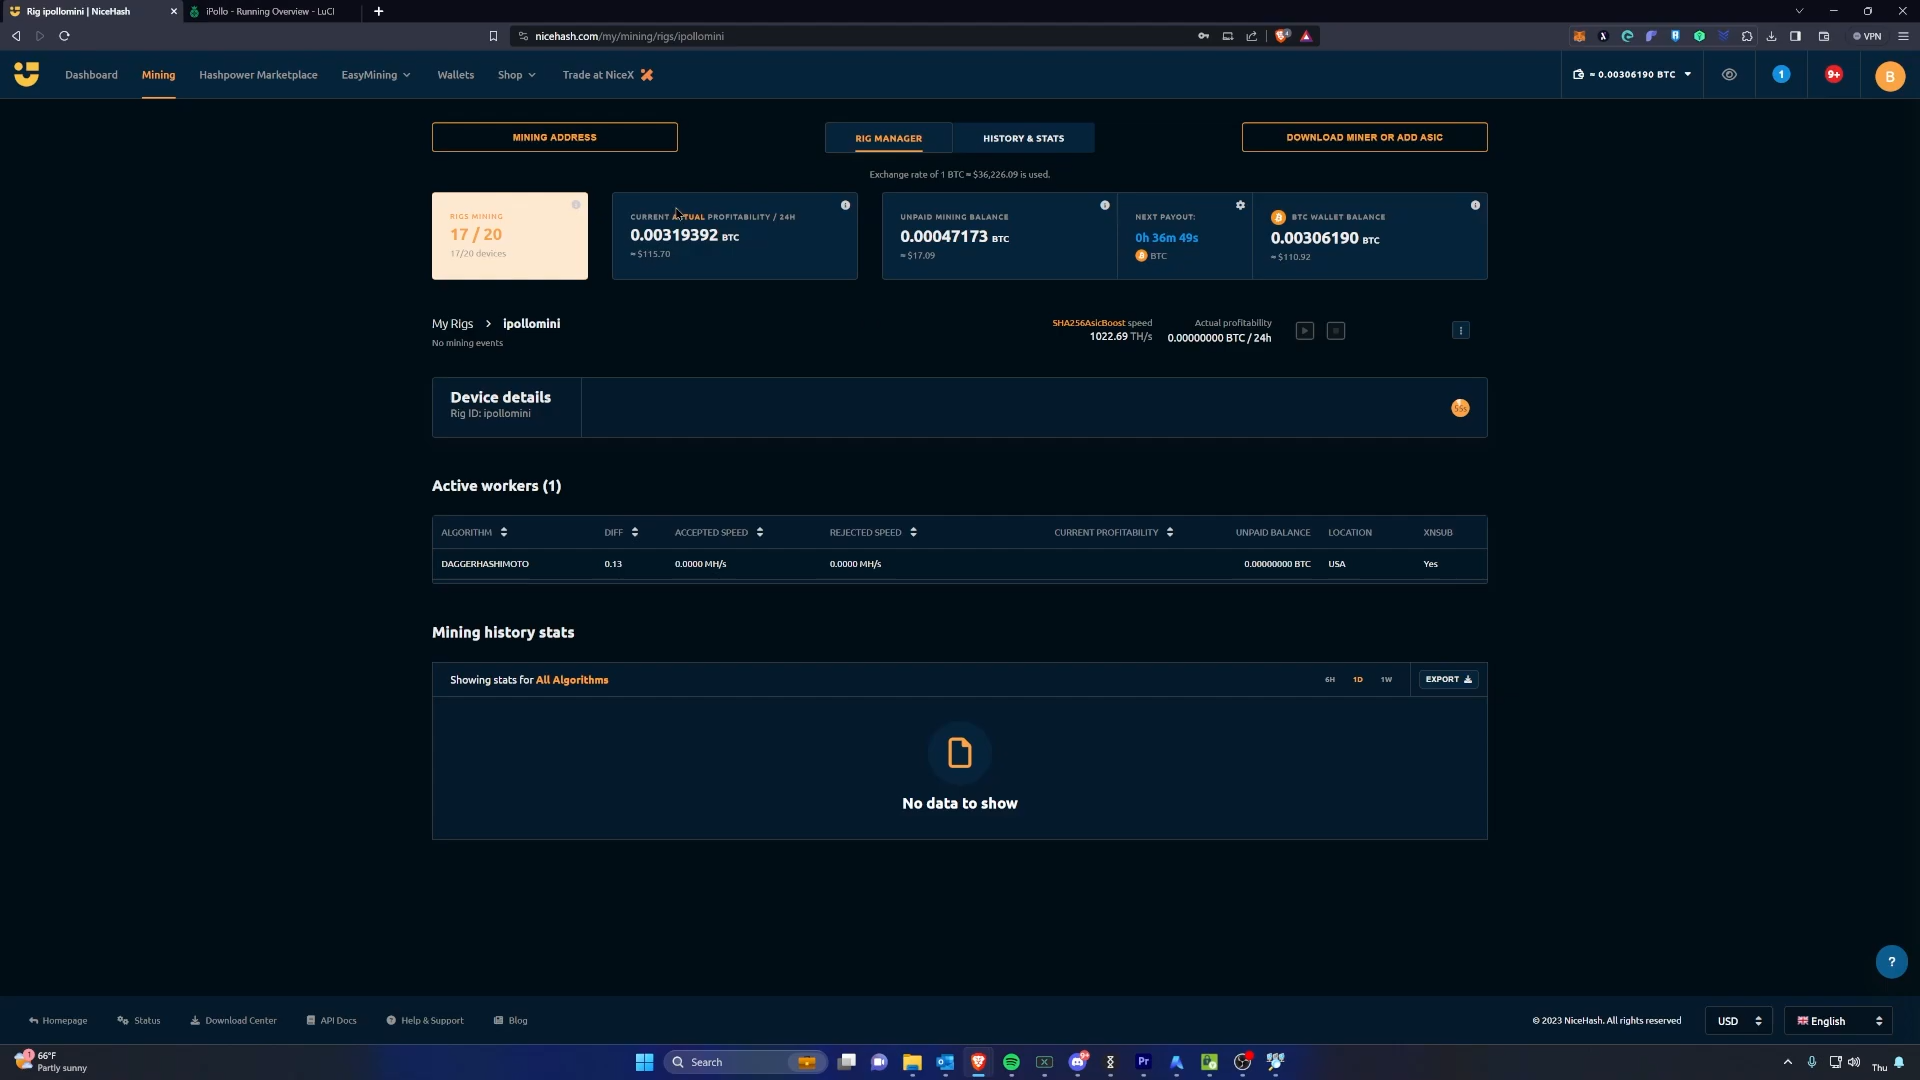 Rig ipollomini | NiceHash
iPollo - Running Overview - LuCI
nicehash.com/my/mining/rigs/ipollomini
VPN
Dashboard
Mining
Hashpower Marketplace
EasyMining
Wallets
Shop
Trade at NiceX
≈ 0.00306190 BTC
1
9+
B
MINING ADDRESS
RIG MANAGER
HISTORY & STATS
DOWNLOAD MINER OR ADD ASIC
Exchange rate of 1 BTC ≈ $36,226.09 is used.
RIGS MINING
17 / 20
17/20 devices
CURRENT ACTUAL PROFITABILITY / 24H
0.00319392 BTC
≈ $115.70
UNPAID MINING BALANCE
0.00047173 BTC
≈ $17.09
NEXT PAYOUT:
0h 36m 49s
BTC
BTC WALLET BALANCE
0.00306190 BTC
≈ $110.92
My Rigs > ipollomini
No mining events
SHA256AsicBoost speed
1022.69 TH/s
Actual profitability
0.00000000 BTC / 24h
Device details
Rig ID: ipollomini
55s
Active workers (1)
ALGORITHM DIFF ACCEPTED SPEED REJECTED SPEED CURRENT PROFITABILITY UNPAID BALANCE LOCATION XNSUB
DAGGERHASHIMOTO 0.13 0.0000 MH/s 0.0000 MH/s 0.00000000 BTC USA Yes
Mining history stats
Showing stats for All Algorithms
6H 1D 1W
EXPORT
No data to show
?
Homepage
Status
Download Center
API Docs
Help & Support
Blog
© 2023 NiceHash. All rights reserved
USD
English
1
66°F
Partly sunny
Search
9+
Pr
Thu